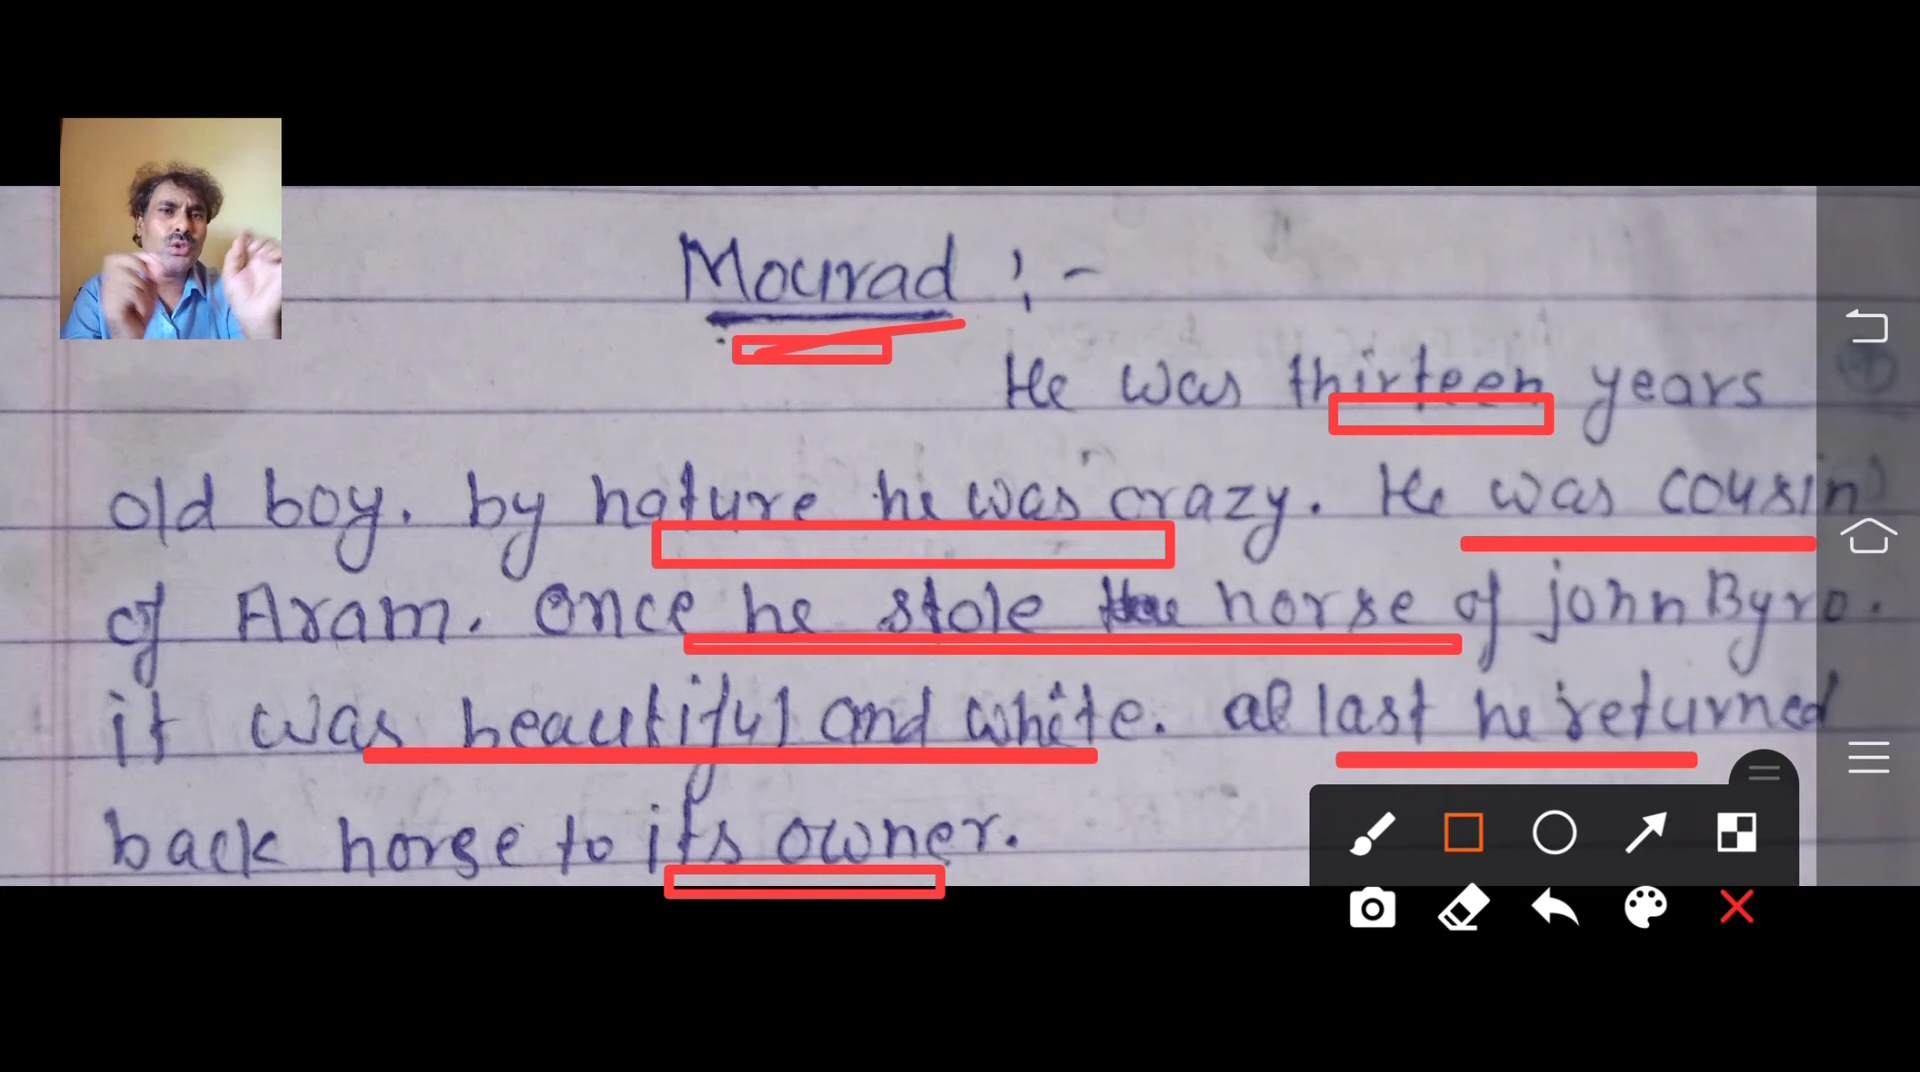 Mourad :-
He was thirteen years
old boy. by nature he was crazy. He was cousin
of Aram. Once he stole the horse of john Byro.
it was beautiful and white. at last he returned
back horse to its owner.